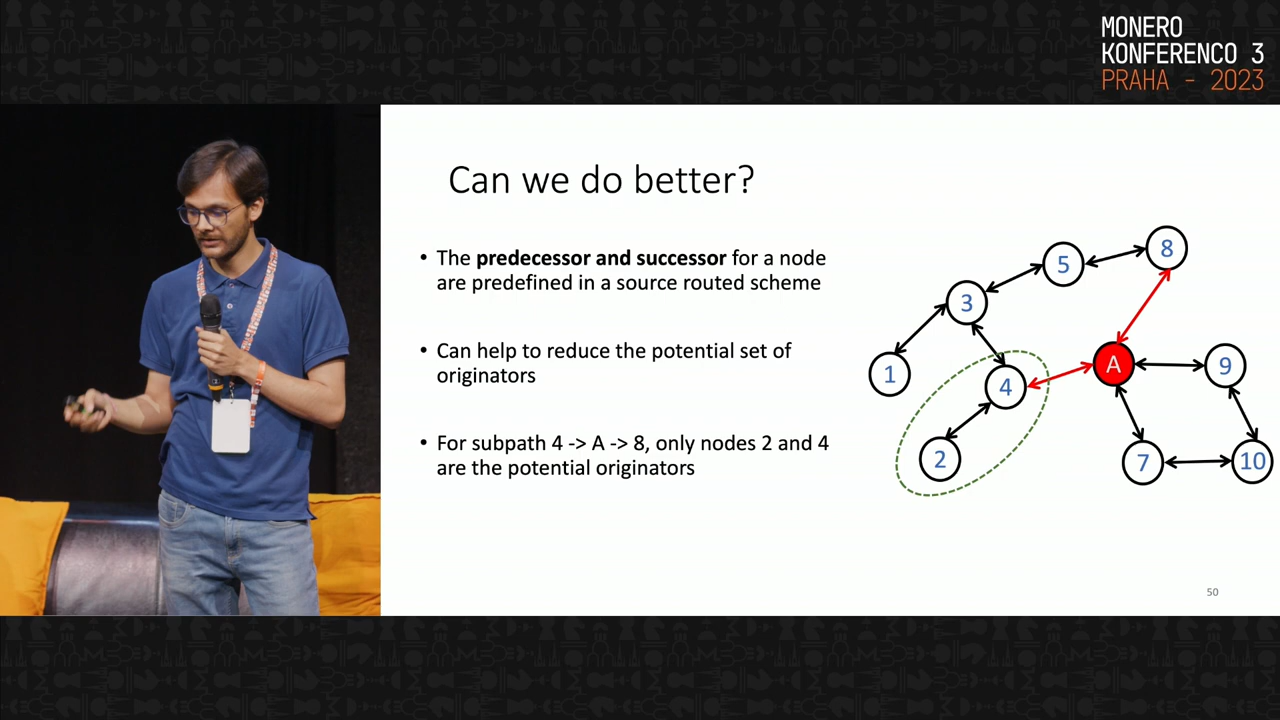 MONERO
KONFERENCO 3
PRAHA - 2023
Can we do better?
• The predecessor and successor for a node
are predefined in a source routed scheme
• Can help to reduce the potential set of
originators
• For subpath 4 -> A -> 8, only nodes 2 and 4
are the potential originators
8
5
3
1
4
A
9
2
7
10
50